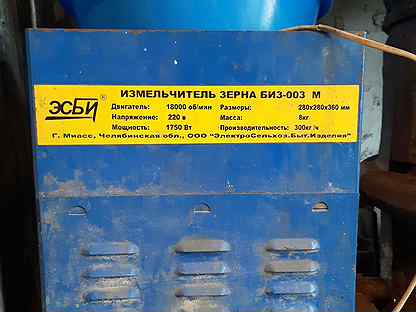 ИЗМЕЛЬЧИТЕЛЬ ЗЕРНА БИЗ-003 М
ЭСБИ®
Двигатель: 18000 об/мин Размеры: 280х280х360 мм
Напряжение: 220 в Масса: 8кг
Мощность: 1750 Вт Производительность: 300кг/ч
Г. Миасс, Челябинская обл., ООО "ЭлектроСельхоз.Быт.Изделия"